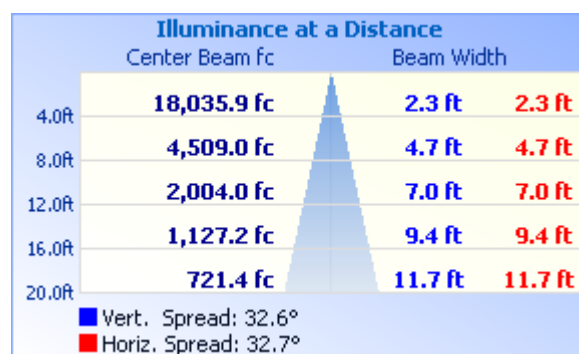 Illuminance at a Distance
Center Beam fc Beam Width
4.0ft 18,035.9 fc 2.3 ft 2.3 ft
8.0ft 4,509.0 fc 4.7 ft 4.7 ft
12.0ft 2,004.0 fc 7.0 ft 7.0 ft
16.0ft 1,127.2 fc 9.4 ft 9.4 ft
20.0ft 721.4 fc 11.7 ft 11.7 ft
Vert. Spread: 32.6°
Horiz. Spread: 32.7°